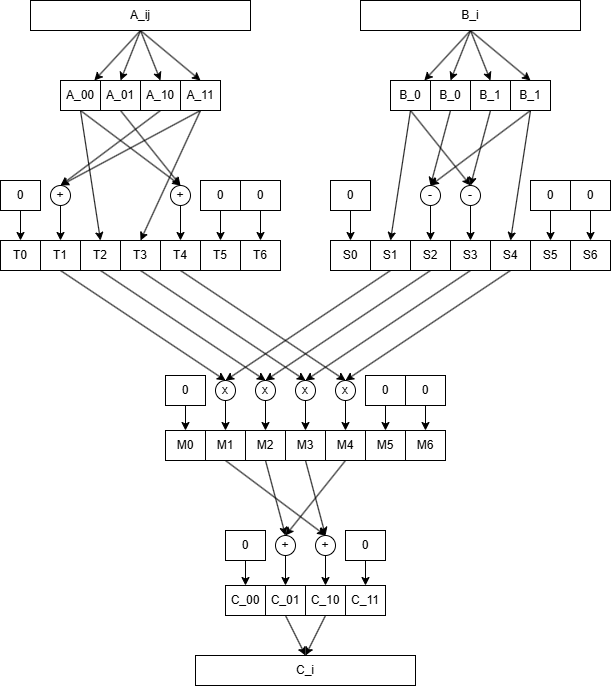 A_ij B_i
A_00 A_01 A_10 A_11 B_0 B_0 B_1 B_1
0 + + 0 0 0 - - 0 0
T0 T1 T2 T3 T4 T5 T6 S0 S1 S2 S3 S4 S5 S6
0 X X X X 0 0
M0 M1 M2 M3 M4 M5 M6
0 + + 0
C_00 C_01 C_10 C_11
C_i